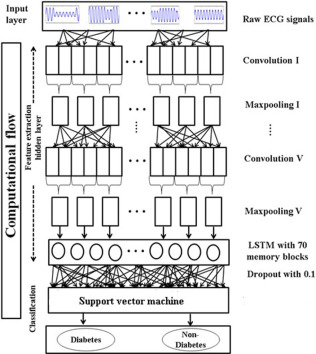 Input
layer
Raw ECG signals
Computational flow
Feature extraction
hidden layer
Convolution I
Maxpooling I
Convolution V
Maxpooling V
LSTM with 70
memory blocks
Dropout with 0.1
Classification
Support vector machine
Diabetes
Non-
Diabetes